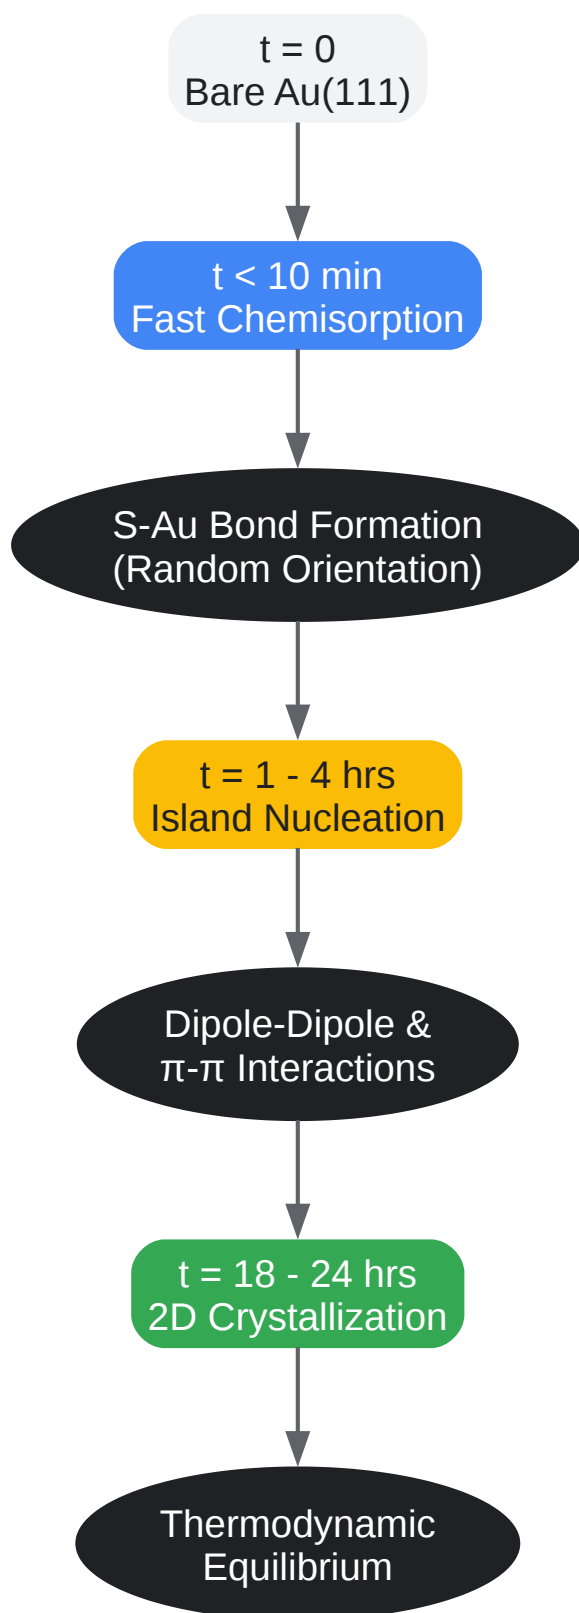 t = 0
Bare Au(111)
t < 10 min
Fast Chemisorption
S-Au Bond Formation
(Random Orientation)
t = 1 - 4 hrs
Island Nucleation
Dipole-Dipole &
π-π Interactions
t = 18 - 24 hrs
2D Crystallization
Thermodynamic
Equilibrium